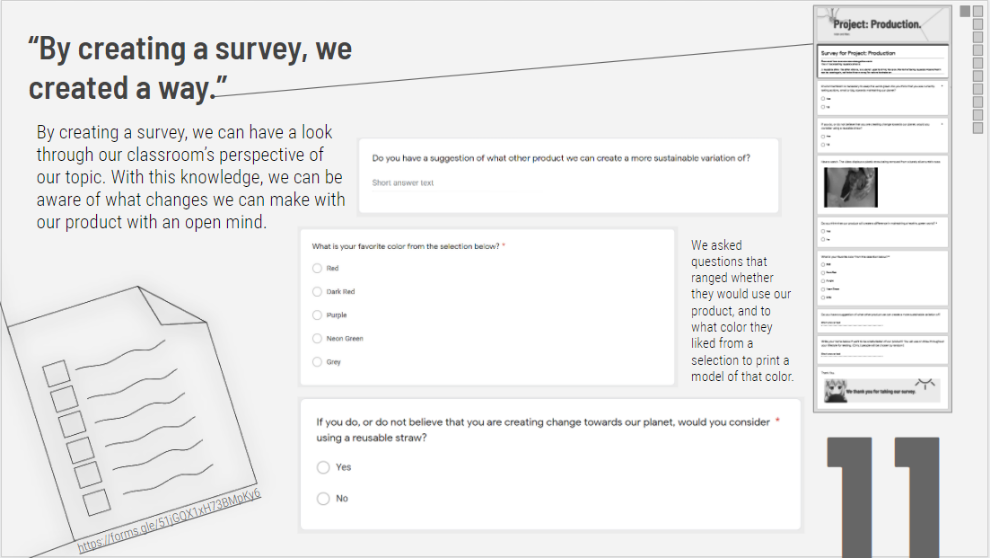 “By creating a survey, we
created a way.”
By creating a survey, we can have a look
through our classroom’s perspective of
our topic. With this knowledge, we can be
aware of what changes we can make with
our product with an open mind.
Do you have a suggestion of what other product we can create a more sustainable variation of?
Short answer text
What is your favorite color from the selection below? *
Red
Dark Red
Purple
Neon Green
Grey
We asked
questions that
ranged whether
they would use our
product, and to
what color they
liked from a
selection to print a
model of that color.
If you do, or do not believe that you are creating change towards our planet, would you consider *
using a reusable straw?
Yes
No
https://forms.gle/51jGOX1xH73BMpKy6
Project: Production.
Survey for Project: Production
We thank you for taking our survey.
11